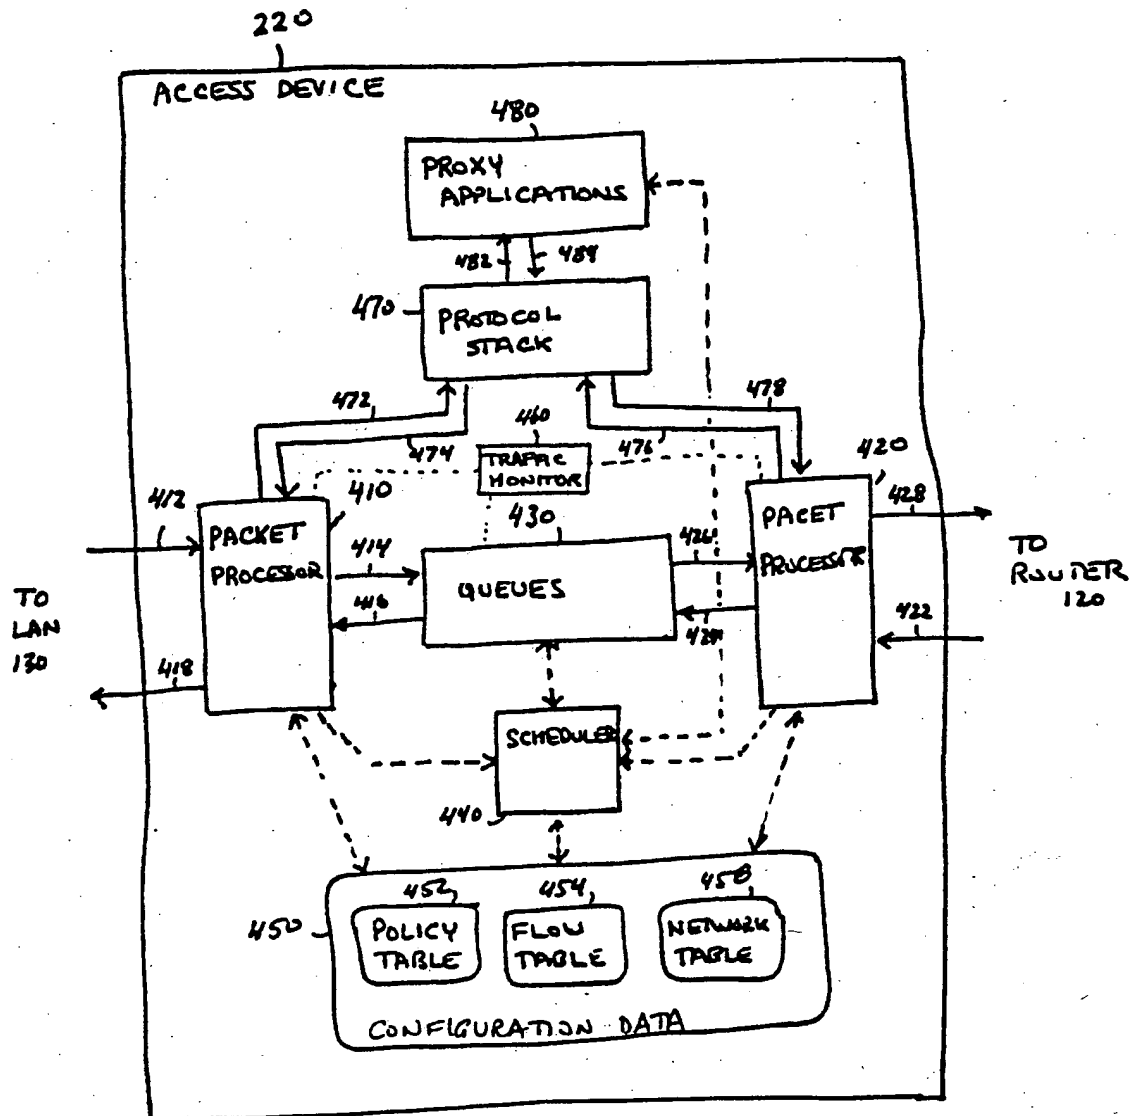 220
ACCESS DEVICE
480
PROXY
APPLICATIONS
482
484
470
PROTOCOL
STACK
472
474
476
478
460
TRAFFIC
MONITOR
412
410
PACKET
PROCESSOR
414
416
418
TO
LAN
130
430
QUEUES
426
424
420
PACET
PROCESSOR
428
422
TO
ROUTER
120
SCHEDULER
440
450
452
POLICY
TABLE
454
FLOW
TABLE
458
NETWORK
TABLE
CONFIGURATION DATA